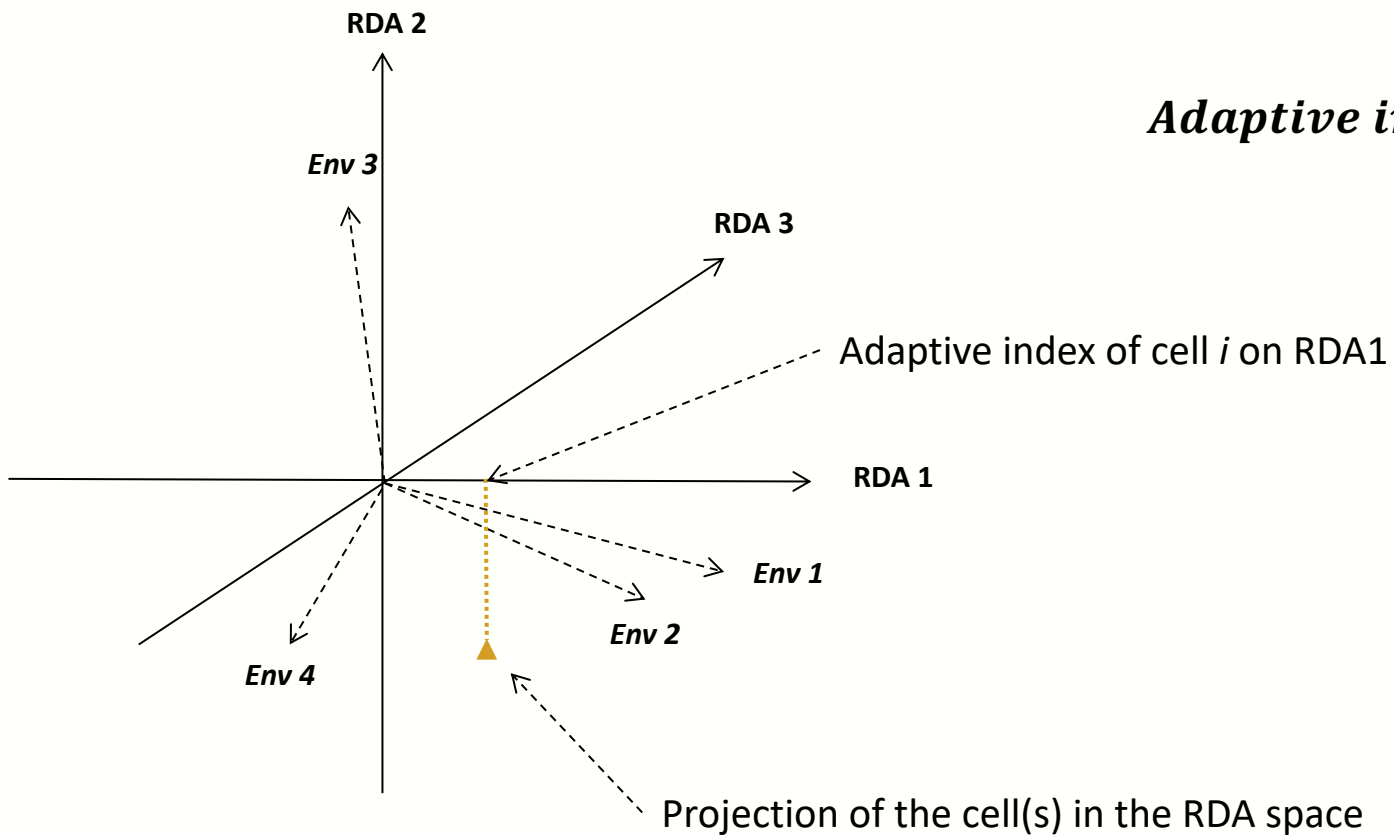 RDA 2
Adaptive
Env 3
RDA 3
Adaptive index of cell i on RDA1
RDA 1
Env 1
Env 2
Env 4
Projection of the cell(s) in the RDA space